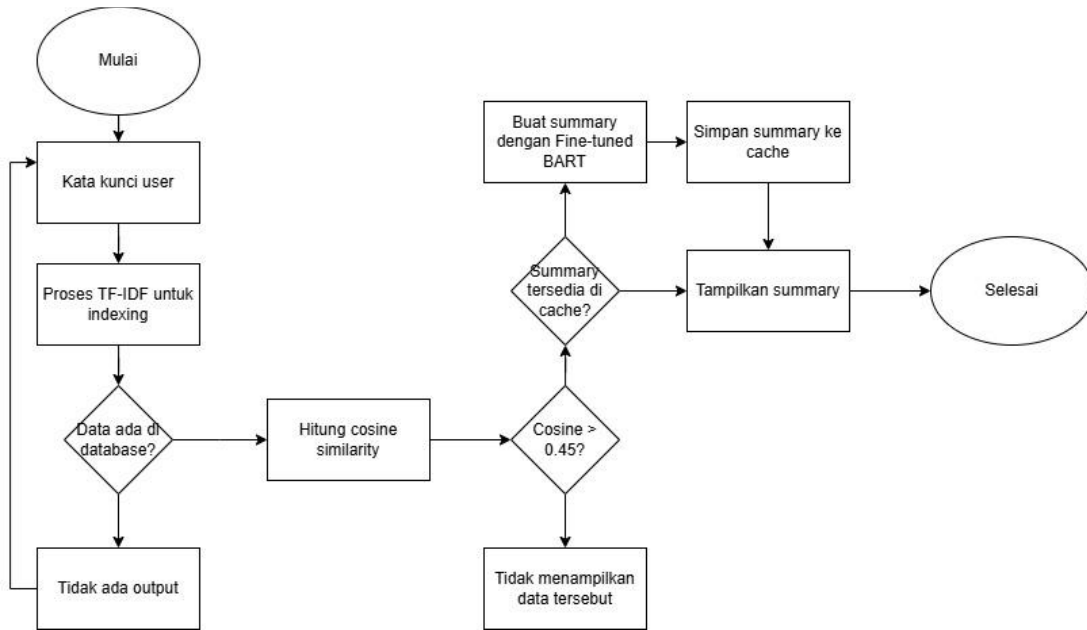 Mulai
Kata kunci user
Proses TF-IDF untuk
indexing
Data ada di
database?
Tidak ada output
Hitung cosine
similarity
Cosine >
0.45?
Tidak menampilkan
data tersebut
Summary
tersedia di
cache?
Buat summary
dengan Fine-tuned
BART
Simpan summary ke
cache
Tampilkan summary
Selesai